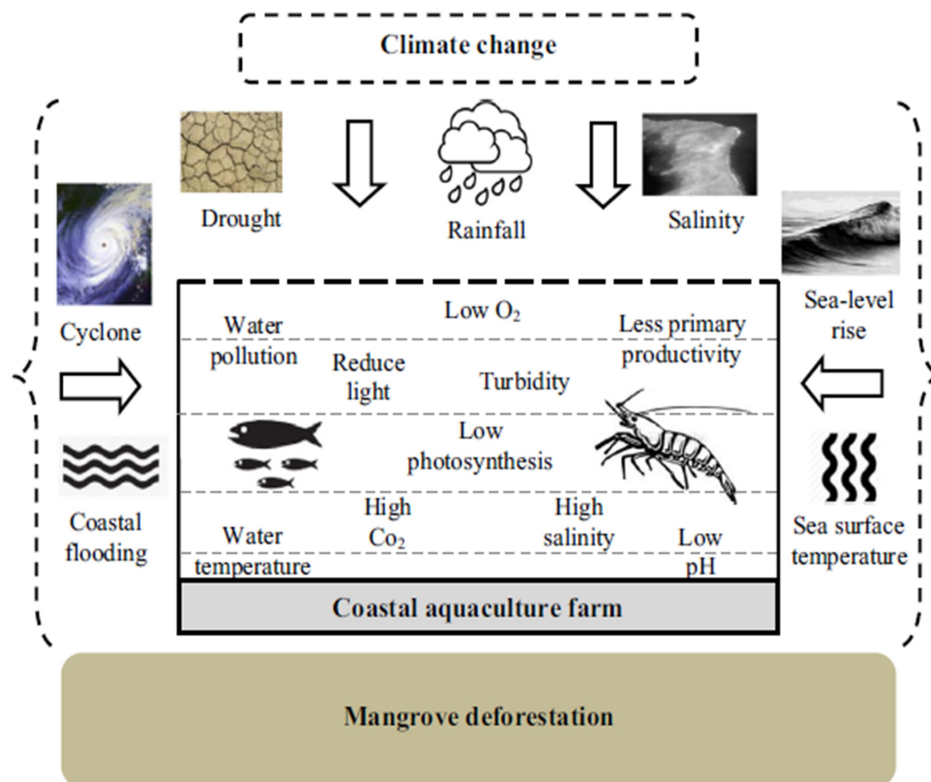 Climate change
Drought
Rainfall
Salinity
Cyclone
Sea-level
rise
Low O₂
Water
pollution
Less primary
productivity
Reduce
light
Turbidity
Low
photosynthesis
Coastal
flooding
High
Co₂
High
salinity
Water
temperature
Low
pH
Sea surface
temperature
Coastal aquaculture farm
Mangrove deforestation